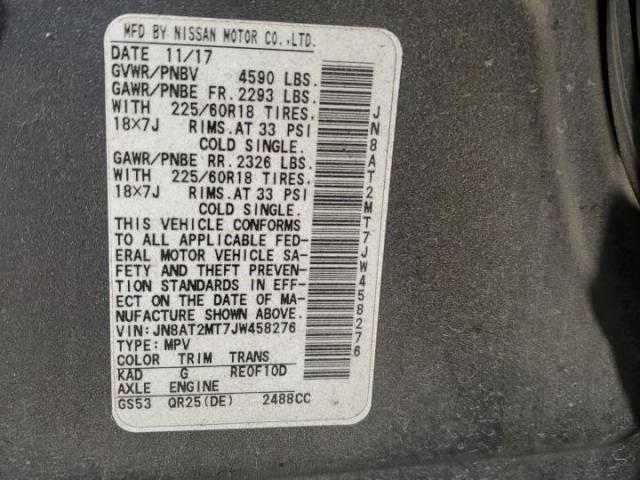 MFD BY NISSAN MOTOR CO.,LTD.
DATE 11/17
GVWR/PNBV 4590 LBS.
GAWR/PNBE FR. 2293 LBS.
WITH 225/60R18 TIRES,
18X7J RIMS.AT 33 PSI
COLD SINGLE.
GAWR/PNBE RR. 2326 LBS.
WITH 225/60R18 TIRES.
18X7J RIMS.AT 33 PSI
COLD SINGLE.
THIS VEHICLE CONFORMS
TO ALL APPLICABLE FED-
ERAL MOTOR VEHICLE SA-
FETY AND THEFT PREVEN-
TION STANDARDS IN EFF-
ECT ON THE DATE OF MA-
NUFACTURE SHOWN ABOVE.
VIN:JN8AT2MT7JW458276
TYPE:MPV
COLOR TRIM TRANS
KAD G RE0F10D
AXLE ENGINE
GS53 QR25(DE) 2488CC
JN8AT2MT7JW458276